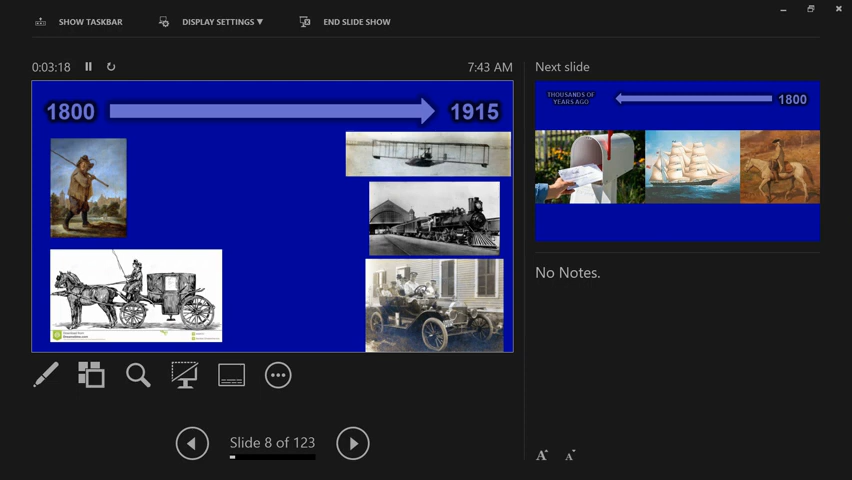 SHOW TASKBAR
DISPLAY SETTINGS ▼
END SLIDE SHOW
0:03:18
7:43 AM
1800
1915
Slide 8 of 123
Next slide
THOUSANDS OF
YEARS AGO
1800
No Notes.
A
A